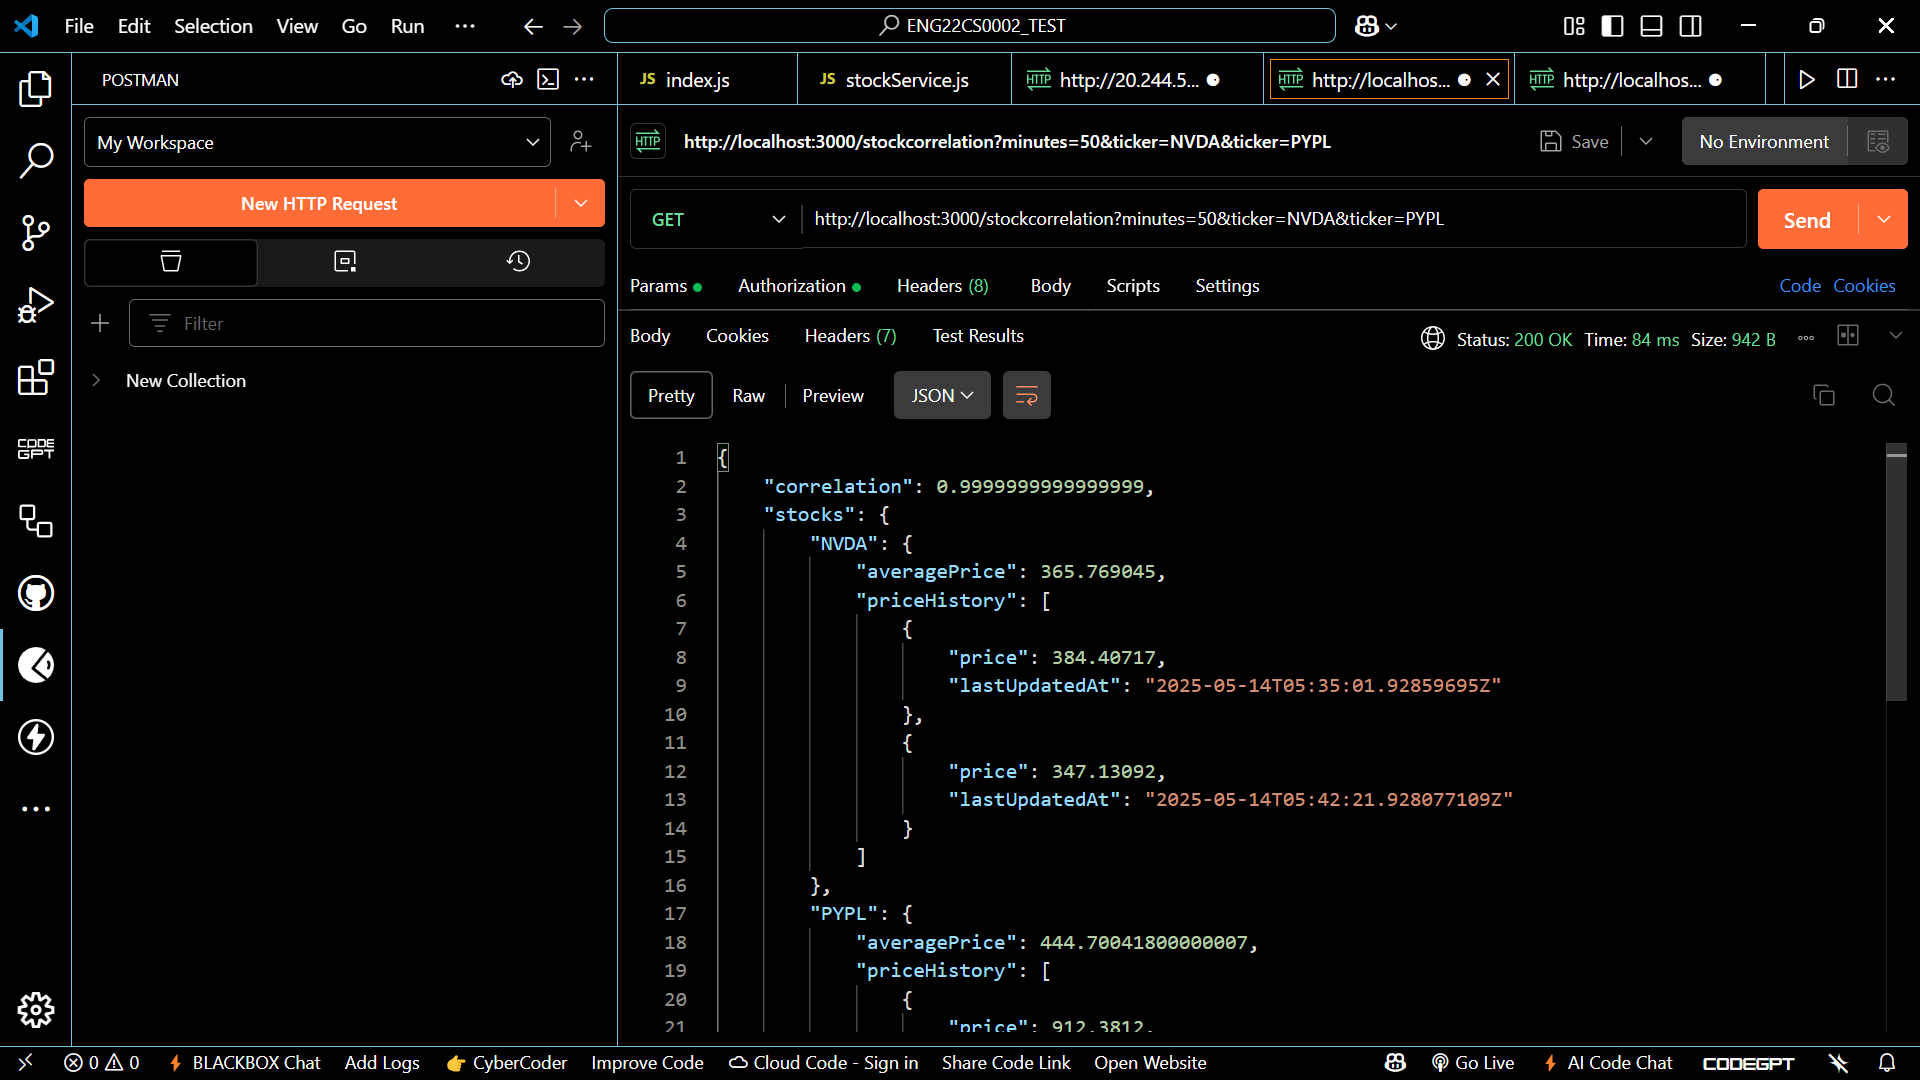 File Edit Selection View Go Run ...
ENG22CS0002_TEST
POSTMAN
JS index.js
JS stockService.js
HTTP http://20.244.5...
HTTP http://localhos...
HTTP http://localhos...
My Workspace
HTTP http://localhost:3000/stockcorrelation?minutes=50&ticker=NVDA&ticker=PYPL
Save
No Environment
New HTTP Request
GET
http://localhost:3000/stockcorrelation?minutes=50&ticker=NVDA&ticker=PYPL
Send
Filter
New Collection
Params Authorization Headers (8) Body Scripts Settings
Code Cookies
Body Cookies Headers (7) Test Results
Status: 200 OK Time: 84 ms Size: 942 B
Pretty Raw Preview JSON
1 {
2 "correlation": 0.9999999999999999,
3 "stocks": {
4 "NVDA": {
5 "averagePrice": 365.769045,
6 "priceHistory": [
7 {
8 "price": 384.40717,
9 "lastUpdatedAt": "2025-05-14T05:35:01.92859695Z"
10 },
11 {
12 "price": 347.13092,
13 "lastUpdatedAt": "2025-05-14T05:42:21.928077109Z"
14 }
15 ]
16 },
17 "PYPL": {
18 "averagePrice": 444.70041800000007,
19 "priceHistory": [
20 {
21 "price": 912.3812,
CODE GPT
0 0 BLACKBOX Chat Add Logs 👉 CyberCoder Improve Code Cloud Code - Sign in Share Code Link Open Website
Go Live AI Code Chat CODEGPT